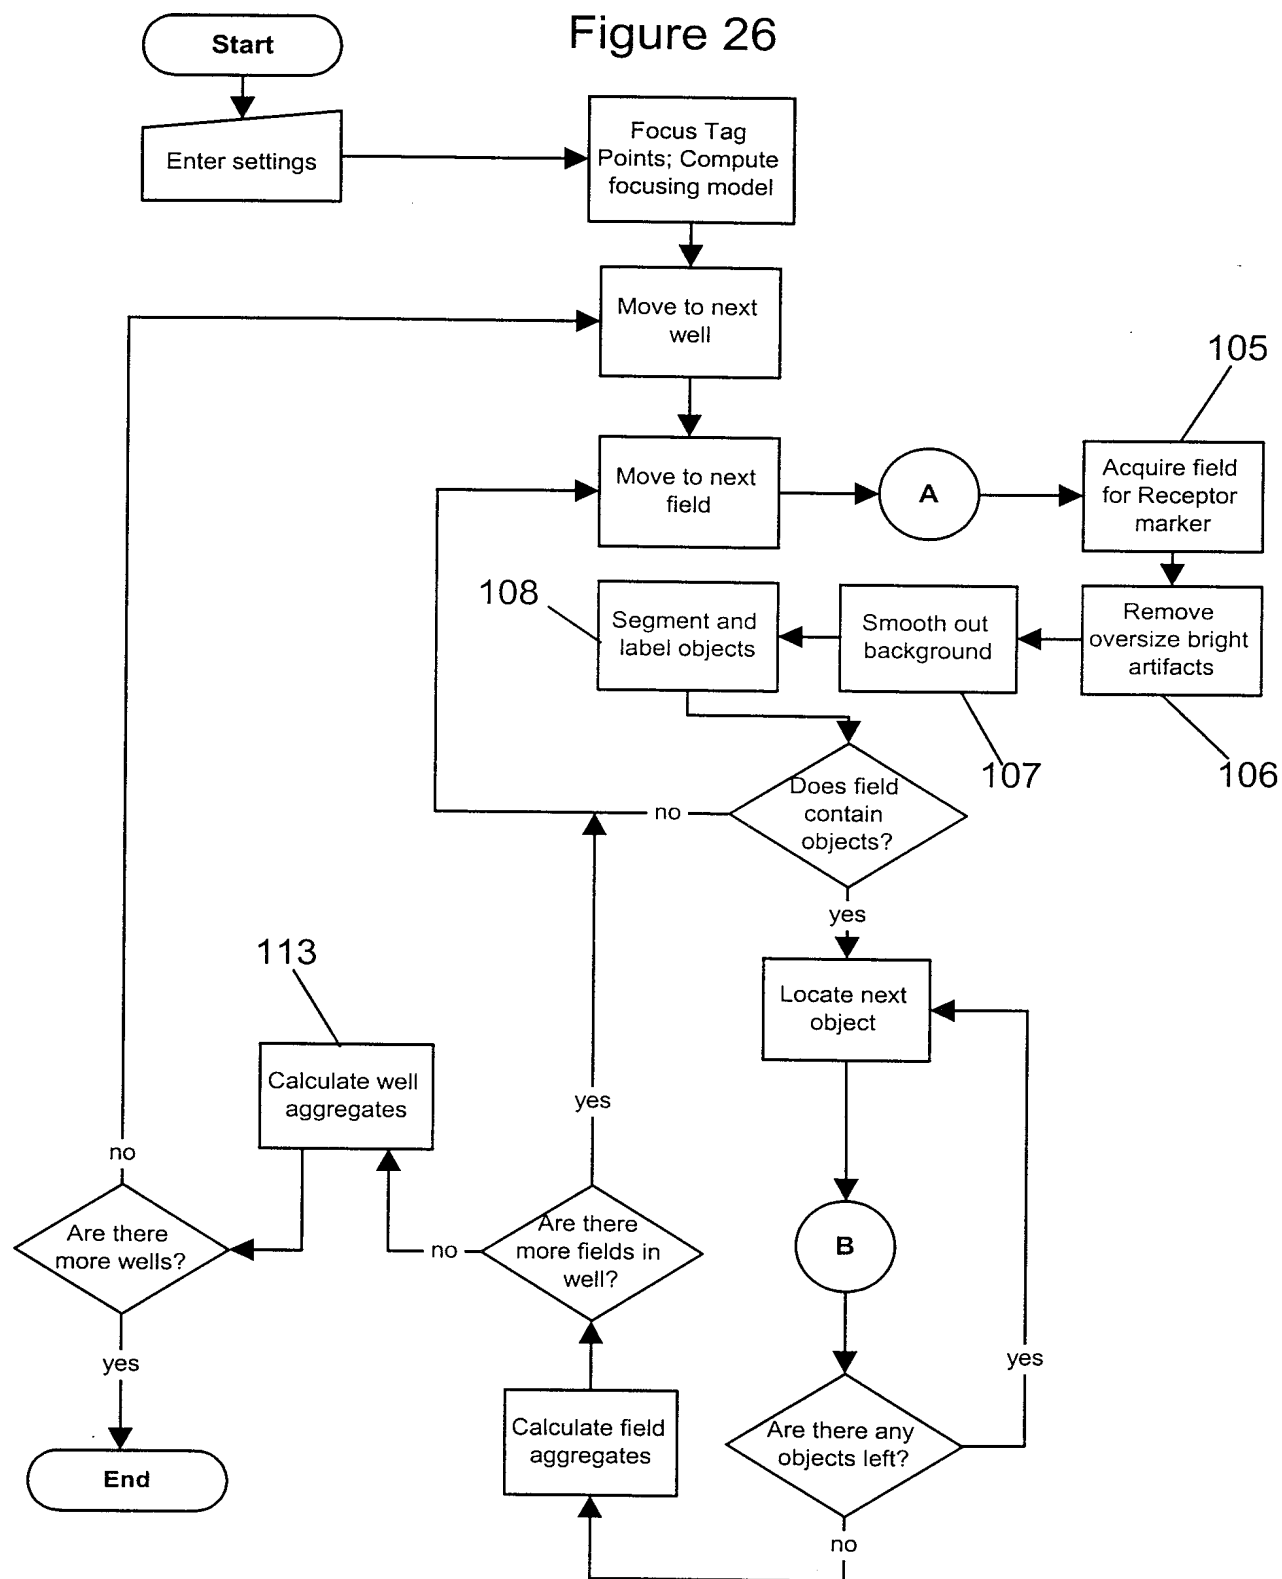 Figure 26
Start
Enter settings
Focus Tag
Points; Compute
focusing model
Move to next
well
105
Move to next
field
A
Acquire field
for Receptor
marker
108
Segment and
label objects
Smooth out
background
Remove
oversize bright
artifacts
107
106
Does field
contain
objects?
no
yes
113
Locate next
object
Calculate well
aggregates
yes
no
Are there
more wells?
no
Are there
more fields in
well?
B
yes
yes
Calculate field
aggregates
Are there any
objects left?
End
no